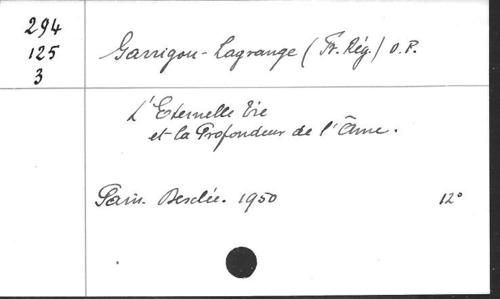 294
125
3
Garrigou-Lagrange (Fr. Rég.) O.P.
L'Eternelle Vie
et la Profondeur de l'Âme.
Paris. Desclée. 1950 12°